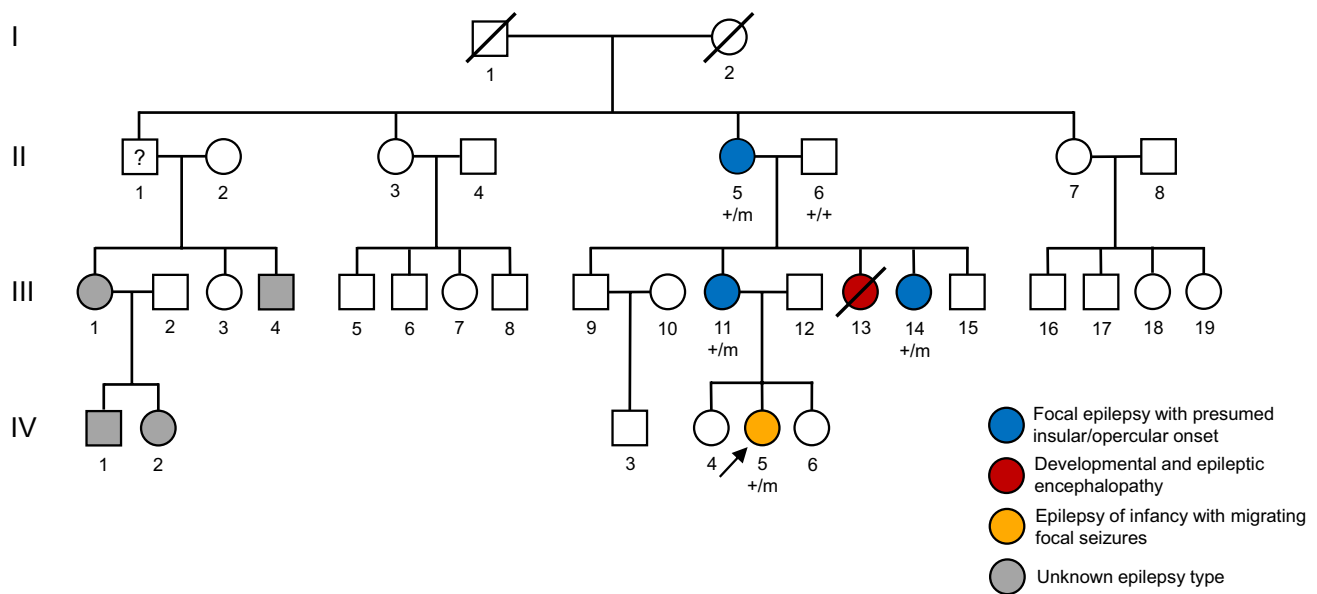 I
1 2
II
?
1 2 3 4 5 6 7 8
+/m +/+
III
1 2 3 4 5 6 7 8 9 10 11 12 13 14 15 16 17 18 19
+/m +/m
IV
1 2 3 4 5 6
+/m
Focal epilepsy with presumed
insular/opercular onset
Developmental and epileptic
encephalopathy
Epilepsy of infancy with migrating
focal seizures
Unknown epilepsy type